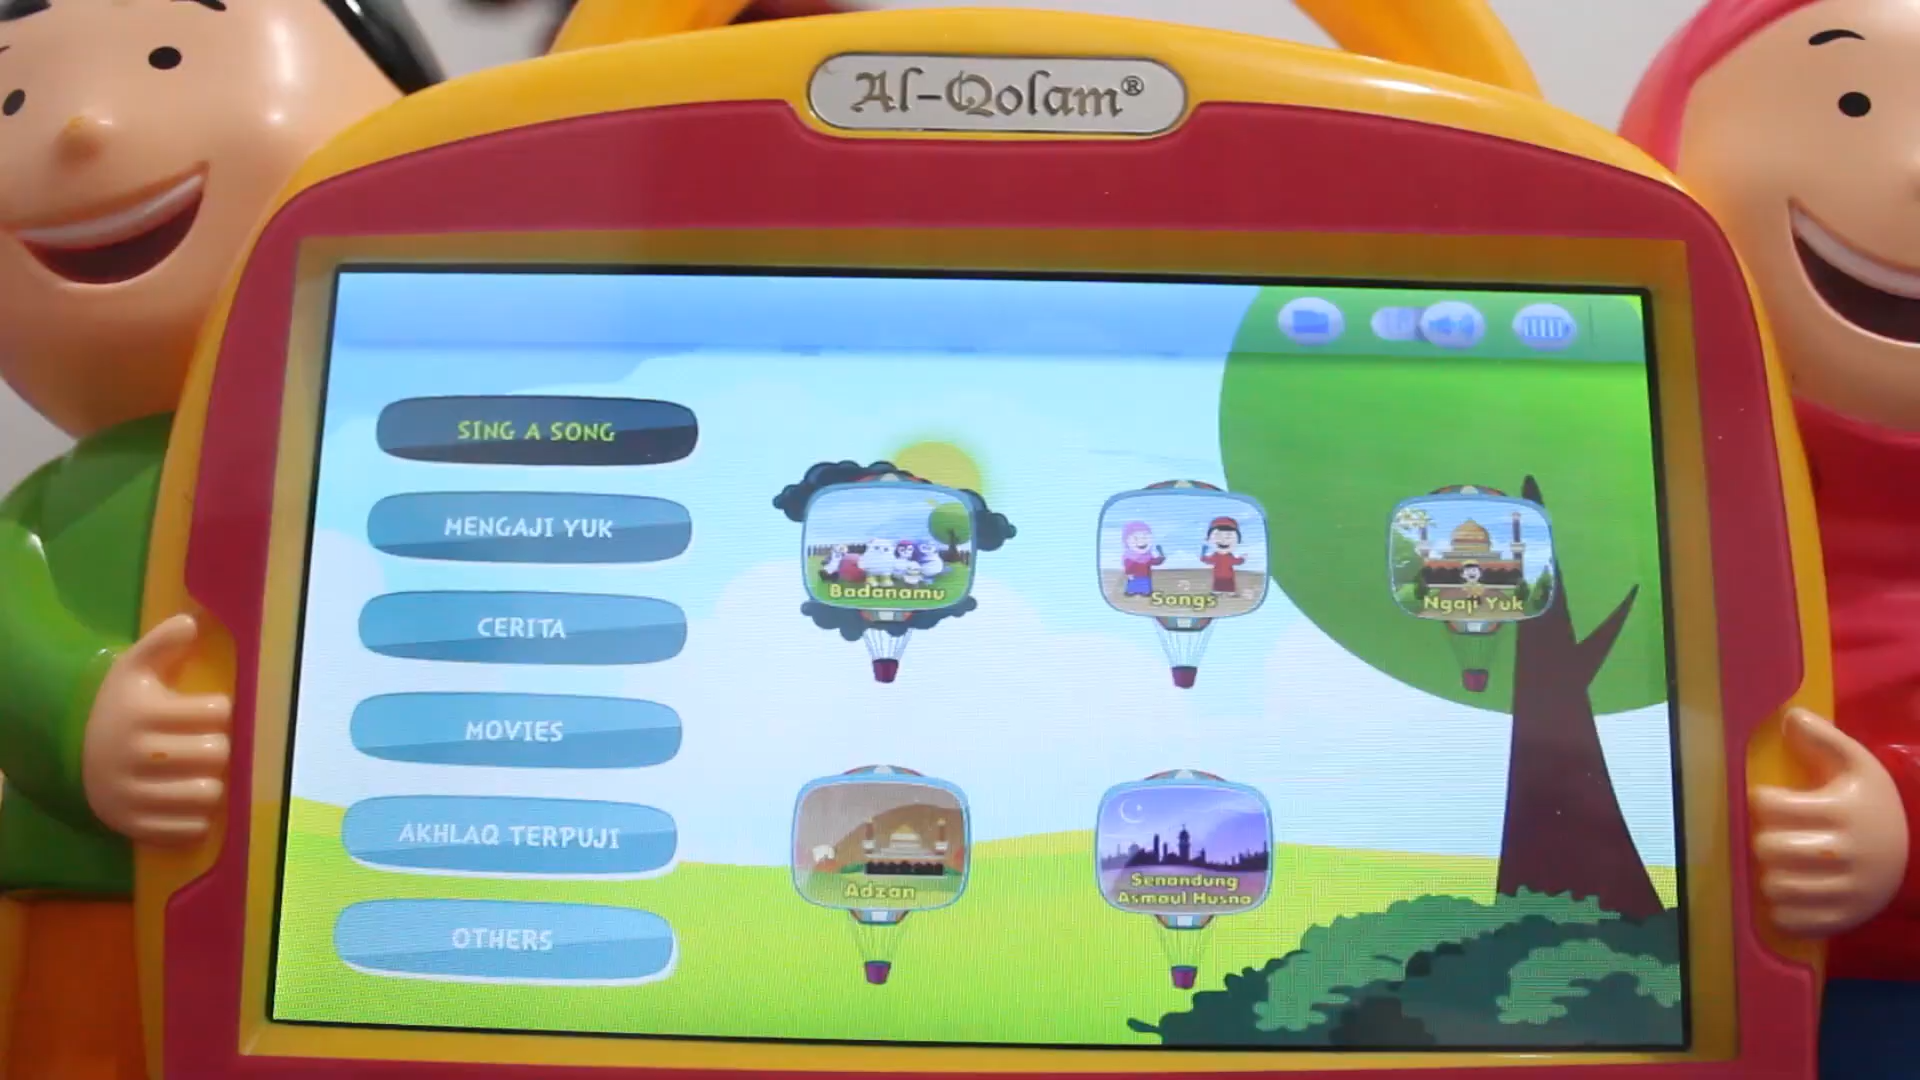 Al-Qolam®
SING A SONG
MENGAJI YUK
CERITA
MOVIES
AKHLAQ TERPUJI
OTHERS
Badanamu
Songs
Ngaji Yuk
Adzan
Senandung
Asmaul Husna